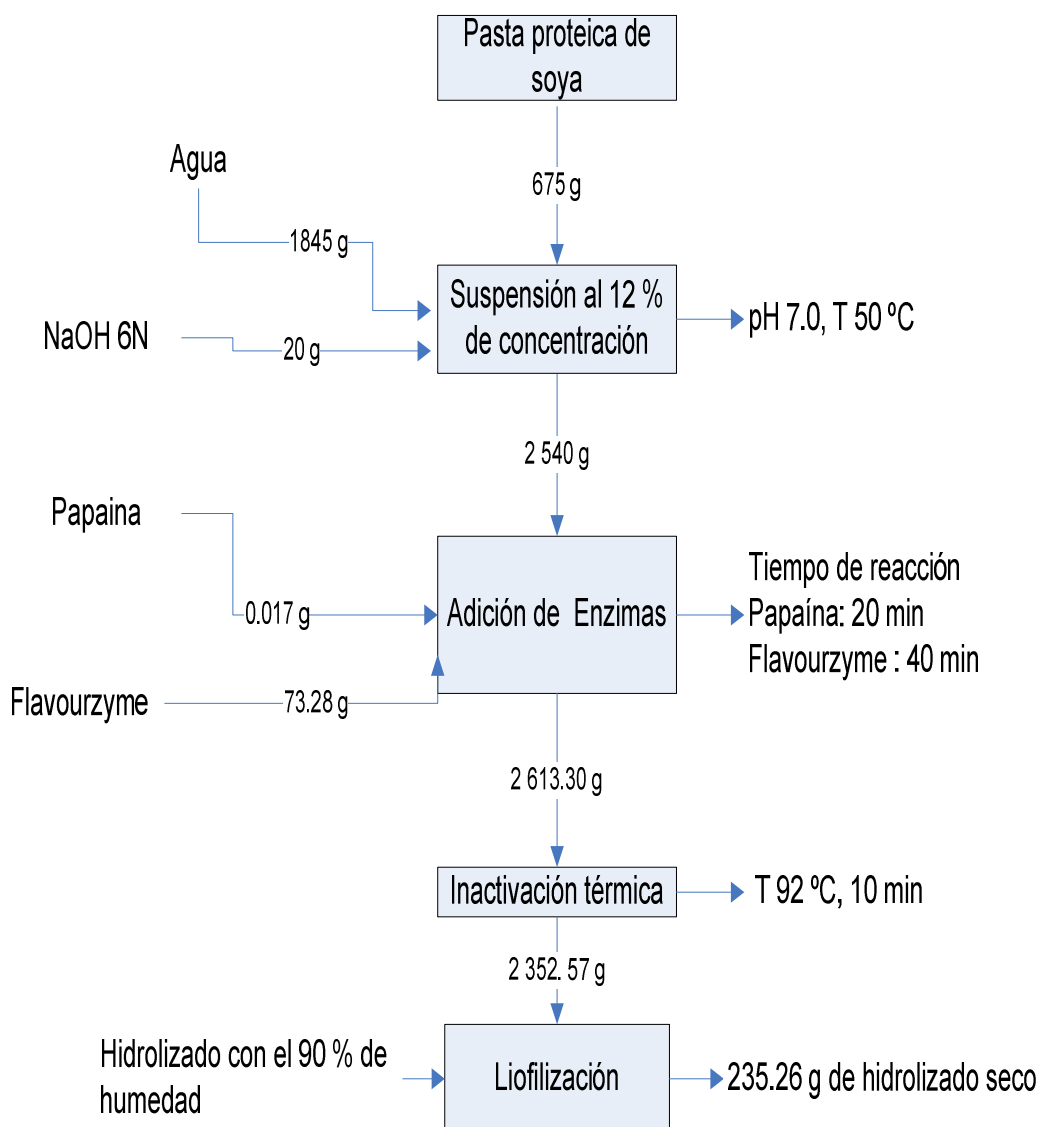 Pasta proteica de
soya
Agua
675 g
1845 g
Suspensión al 12 %
de concentración
pH 7.0, T 50 ºC
NaOH 6N
20 g
2 540 g
Papaina
0.017 g
Adición de Enzimas
Tiempo de reacción
Papaína: 20 min
Flavourzyme : 40 min
Flavourzyme
73.28 g
2 613.30 g
Inactivación térmica
T 92 ºC, 10 min
2 352. 57 g
Hidrolizado con el 90 % de
humedad
Liofilización
235.26 g de hidrolizado seco